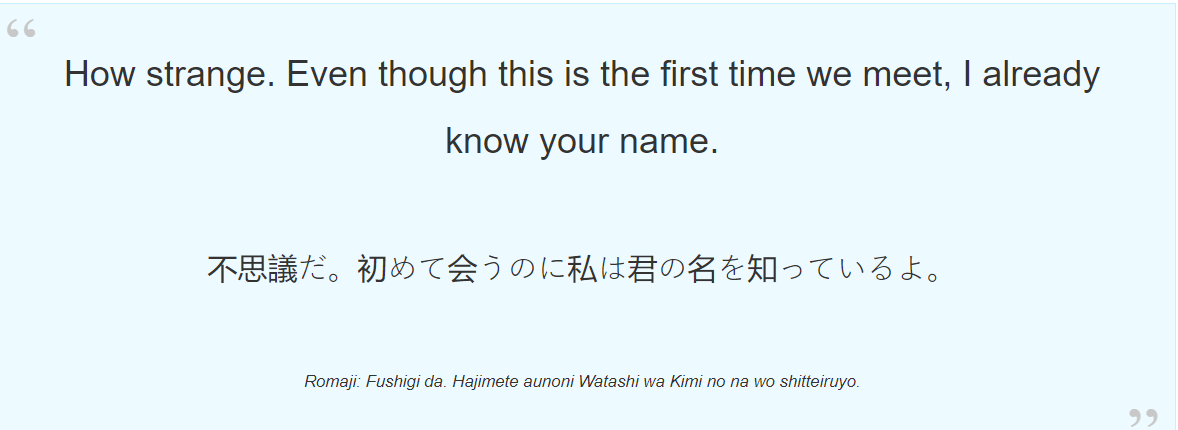 “
How strange. Even though this is the first time we meet, I already
know your name.
不思議だ。初めて会うのに私は君の名を知っているよ。
Romaji: Fushigi da. Hajimete aunoni Watashi wa Kimi no na wo shitteiruyo.
”